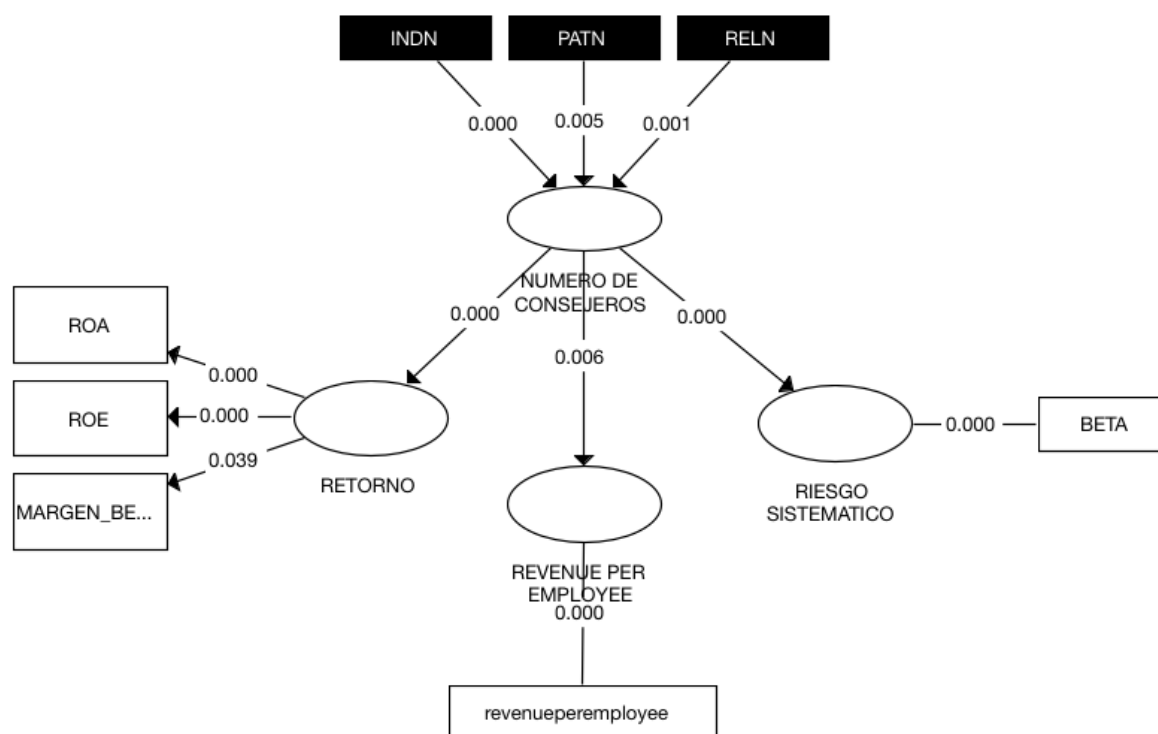 INDN
PATN
RELN
0.000
0.005
0.001
NUMERO DE
CONSEJEROS
0.000
0.006
0.000
ROA
ROE
MARGEN_BE...
0.000
0.000
0.039
RETORNO
REVENUE PER
EMPLOYEE
0.000
revenueperemployee
RIESGO
SISTEMATICO
0.000
BETA